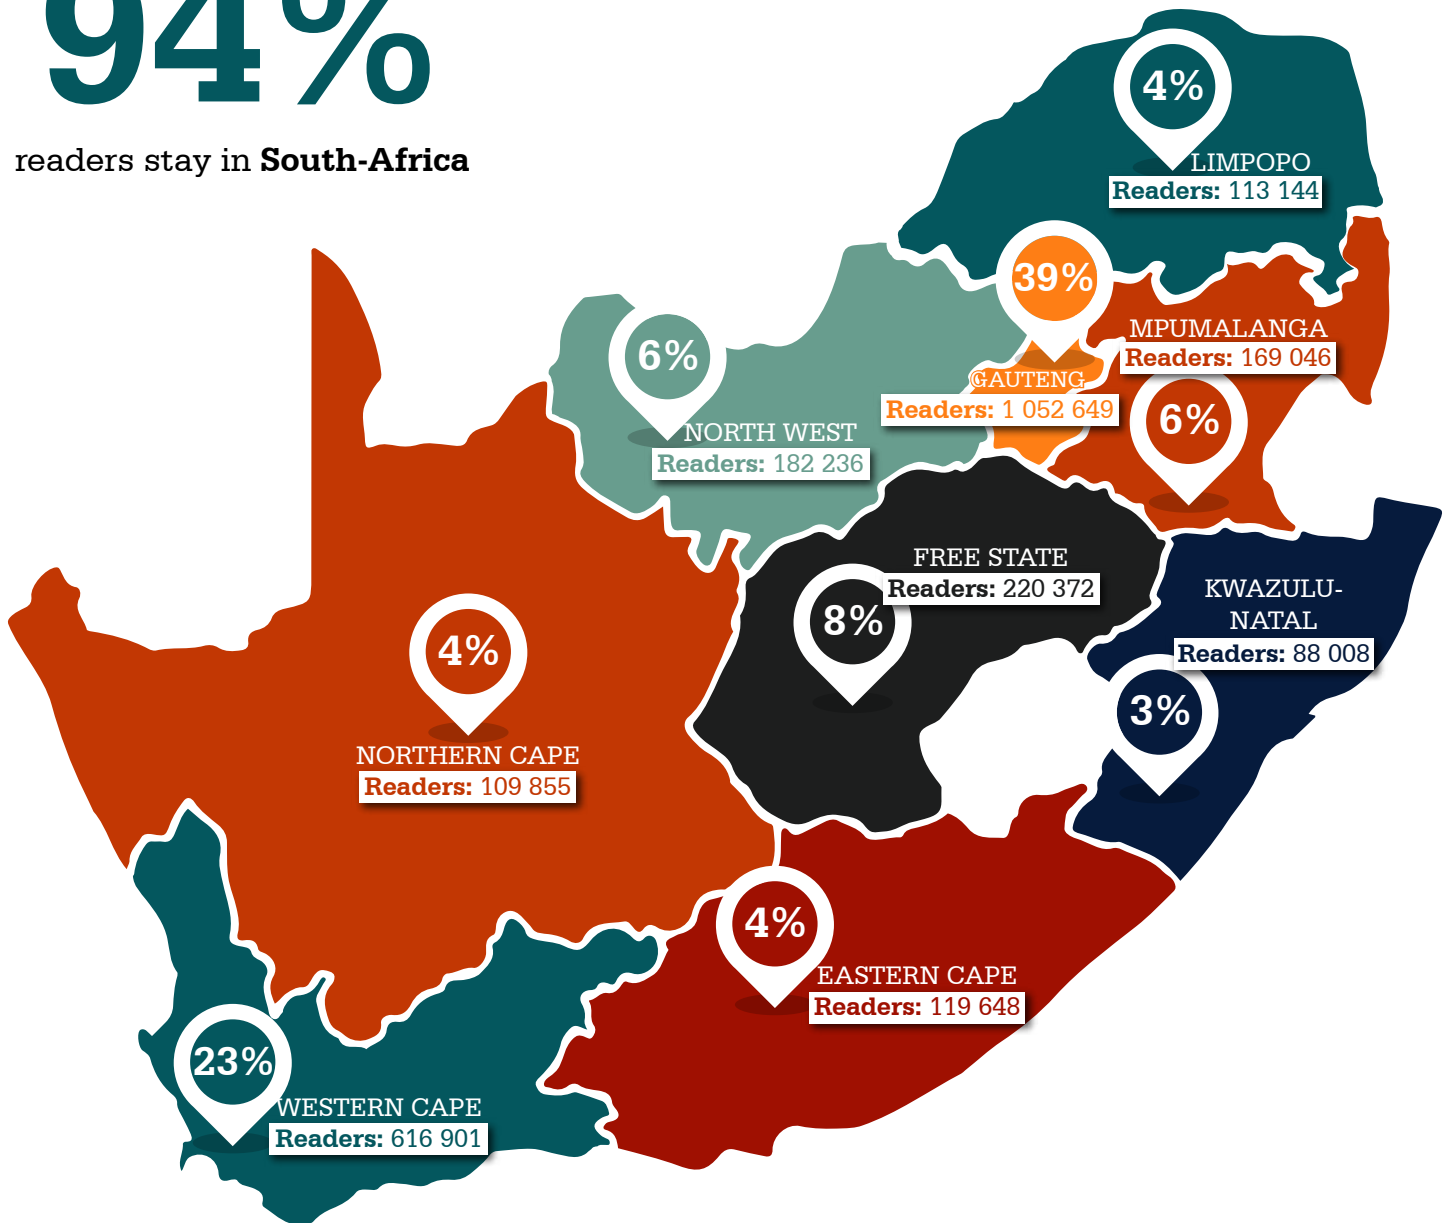 94%
readers stay in South-Africa
4%
LIMPOPO
Readers: 113 144
39%
GAUTENG
Readers: 1 052 649
MPUMALANGA
Readers: 169 046
6%
6%
NORTH WEST
Readers: 182 236
FREE STATE
Readers: 220 372
8%
KWAZULU-
NATAL
Readers: 88 008
3%
4%
NORTHERN CAPE
Readers: 109 855
4%
EASTERN CAPE
Readers: 119 648
23%
WESTERN CAPE
Readers: 616 901